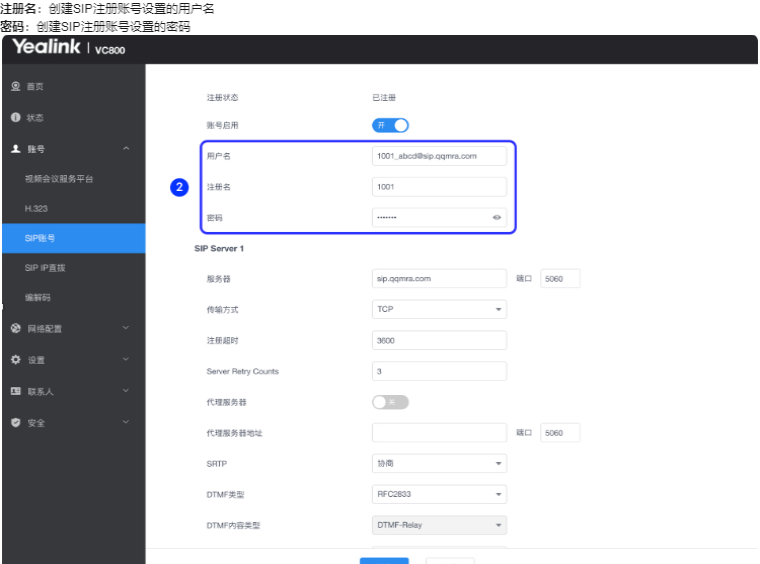 注册名：创建SIP注册账号设置的用户名
密码：创建SIP注册账号设置的密码
Yealink | VC800
首页
状态
账号
视频会议服务平台
H.323
SIP账号
SIP IP直拨
编解码
网络配置
设置
联系人
安全
注册状态 已注册
账号启用 开
2
用户名 1001_abcd@sip.qqmra.com
注册名 1001
密码 •••••••
SIP Server 1
服务器 sip.qqmra.com 端口 5060
传输方式 TCP
注册超时 3600
Server Retry Counts 3
代理服务器 关
代理服务器地址 端口 5060
SRTP 协商
DTMF类型 RFC2833
DTMF内容类型 DTMF-Relay